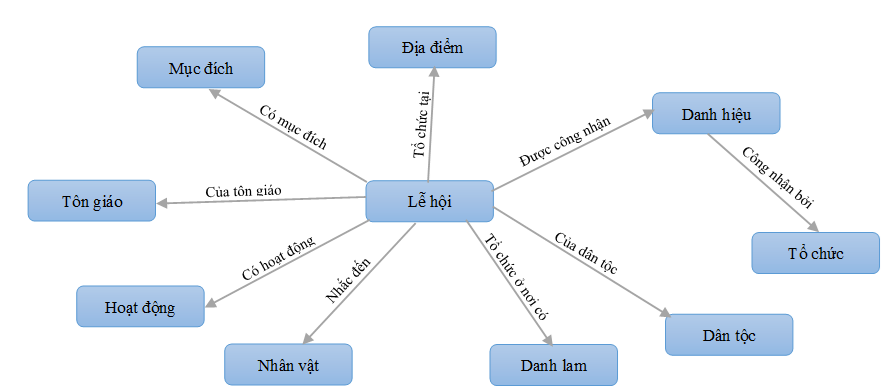 Địa điểm
Mục đích
Có mục đích
Tổ chức tại
Được công nhận
Danh hiệu
Công nhận bởi
Tôn giáo
Của tôn giáo
Lễ hội
Tổ chức
Có hoạt động
Nhắc đến
Tổ chức ở nơi có
Của dân tộc
Hoạt động
Nhân vật
Danh lam
Dân tộc